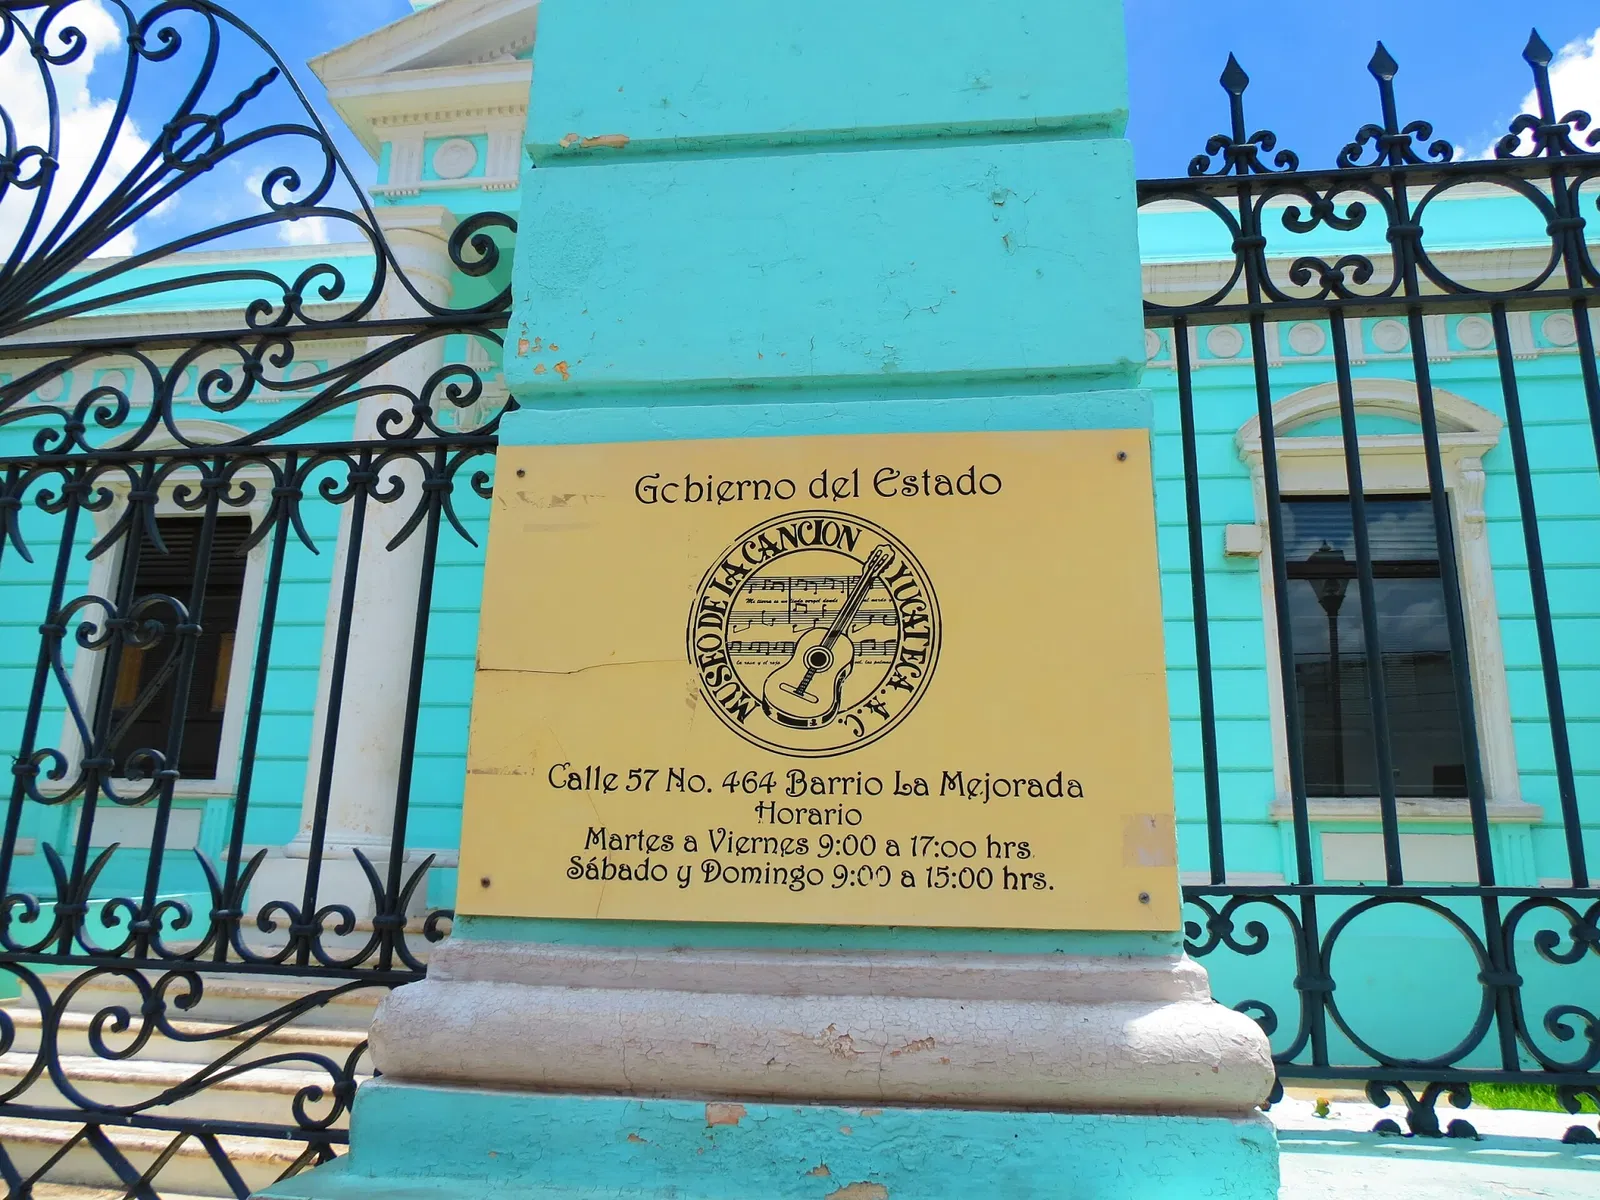 Gobierno del Estado
MUSEO DE LA CANCION YUCATECA. A.C.
Calle 57 No. 464 Barrio La Mejorada
Horario
Martes a Viernes 9:00 a 17:00 hrs.
Sábado y Domingo 9:00 a 15:00 hrs.